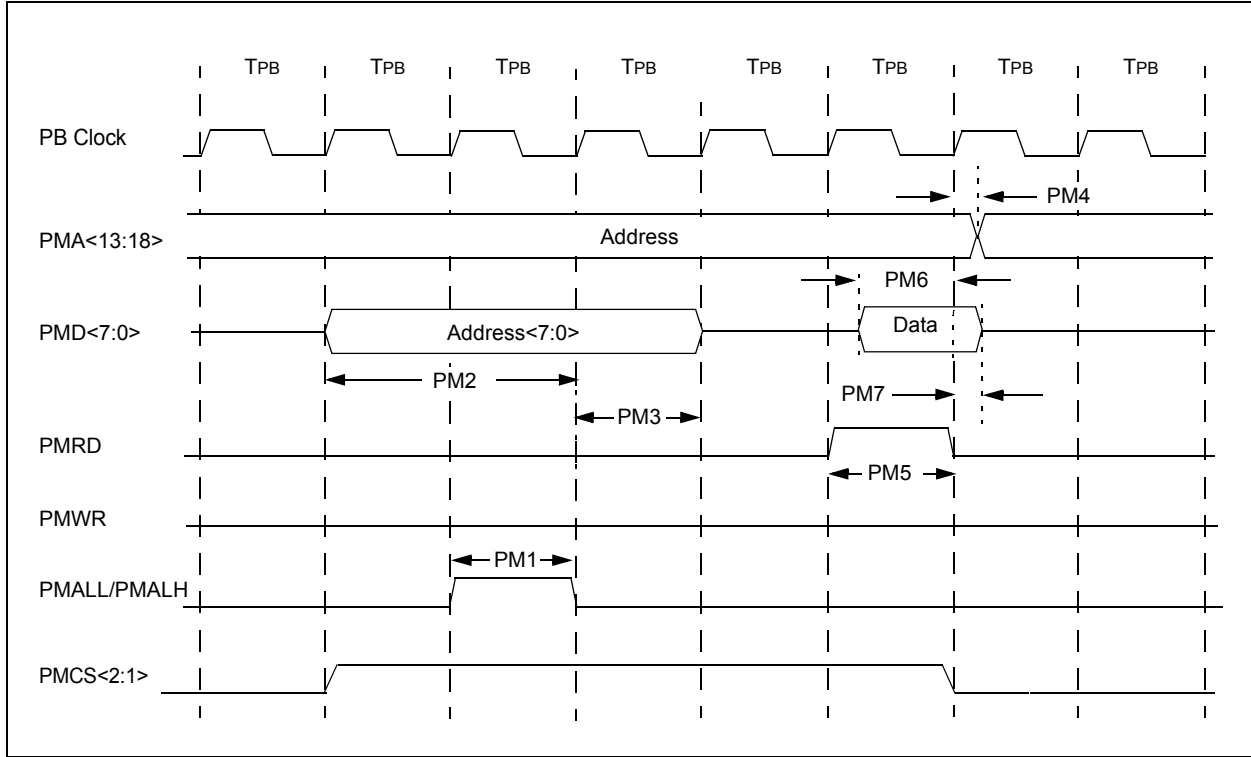 TPB TPB TPB TPB TPB TPB TPB TPB
PB Clock
PM4
PMA<13:18>
Address
PM6
PMD<7:0>
Address<7:0>
Data
PM2
PM7
PM3
PMRD
PM5
PMWR
PM1
PMALL/PMALH
PMCS<2:1>